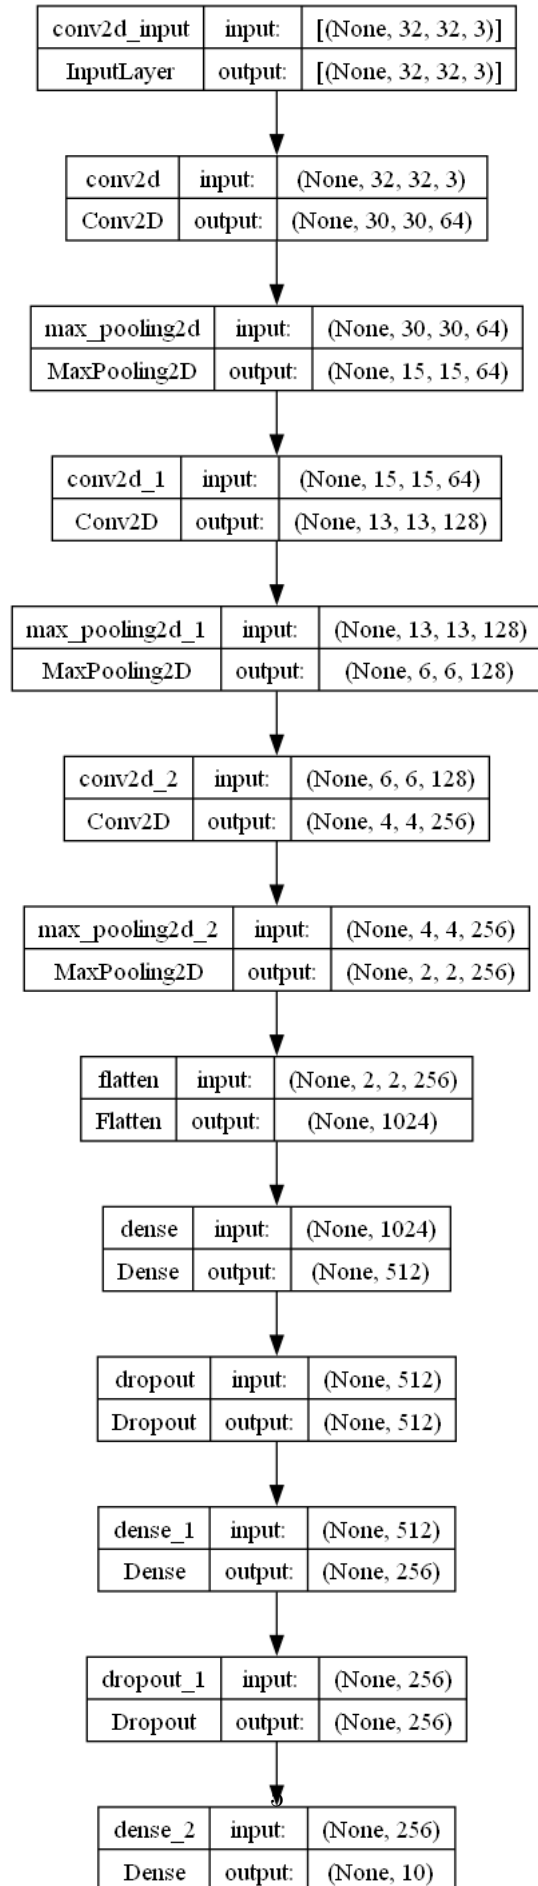 conv2d_input input: [(None, 32, 32, 3)]
InputLayer output: [(None, 32, 32, 3)]
conv2d input: (None, 32, 32, 3)
Conv2D output: (None, 30, 30, 64)
max_pooling2d input: (None, 30, 30, 64)
MaxPooling2D output: (None, 15, 15, 64)
conv2d_1 input: (None, 15, 15, 64)
Conv2D output: (None, 13, 13, 128)
max_pooling2d_1 input: (None, 13, 13, 128)
MaxPooling2D output: (None, 6, 6, 128)
conv2d_2 input: (None, 6, 6, 128)
Conv2D output: (None, 4, 4, 256)
max_pooling2d_2 input: (None, 4, 4, 256)
MaxPooling2D output: (None, 2, 2, 256)
flatten input: (None, 2, 2, 256)
Flatten output: (None, 1024)
dense input: (None, 1024)
Dense output: (None, 512)
dropout input: (None, 512)
Dropout output: (None, 512)
dense_1 input: (None, 512)
Dense output: (None, 256)
dropout_1 input: (None, 256)
Dropout output: (None, 256)
dense_2 input: (None, 256)
Dense output: (None, 10)